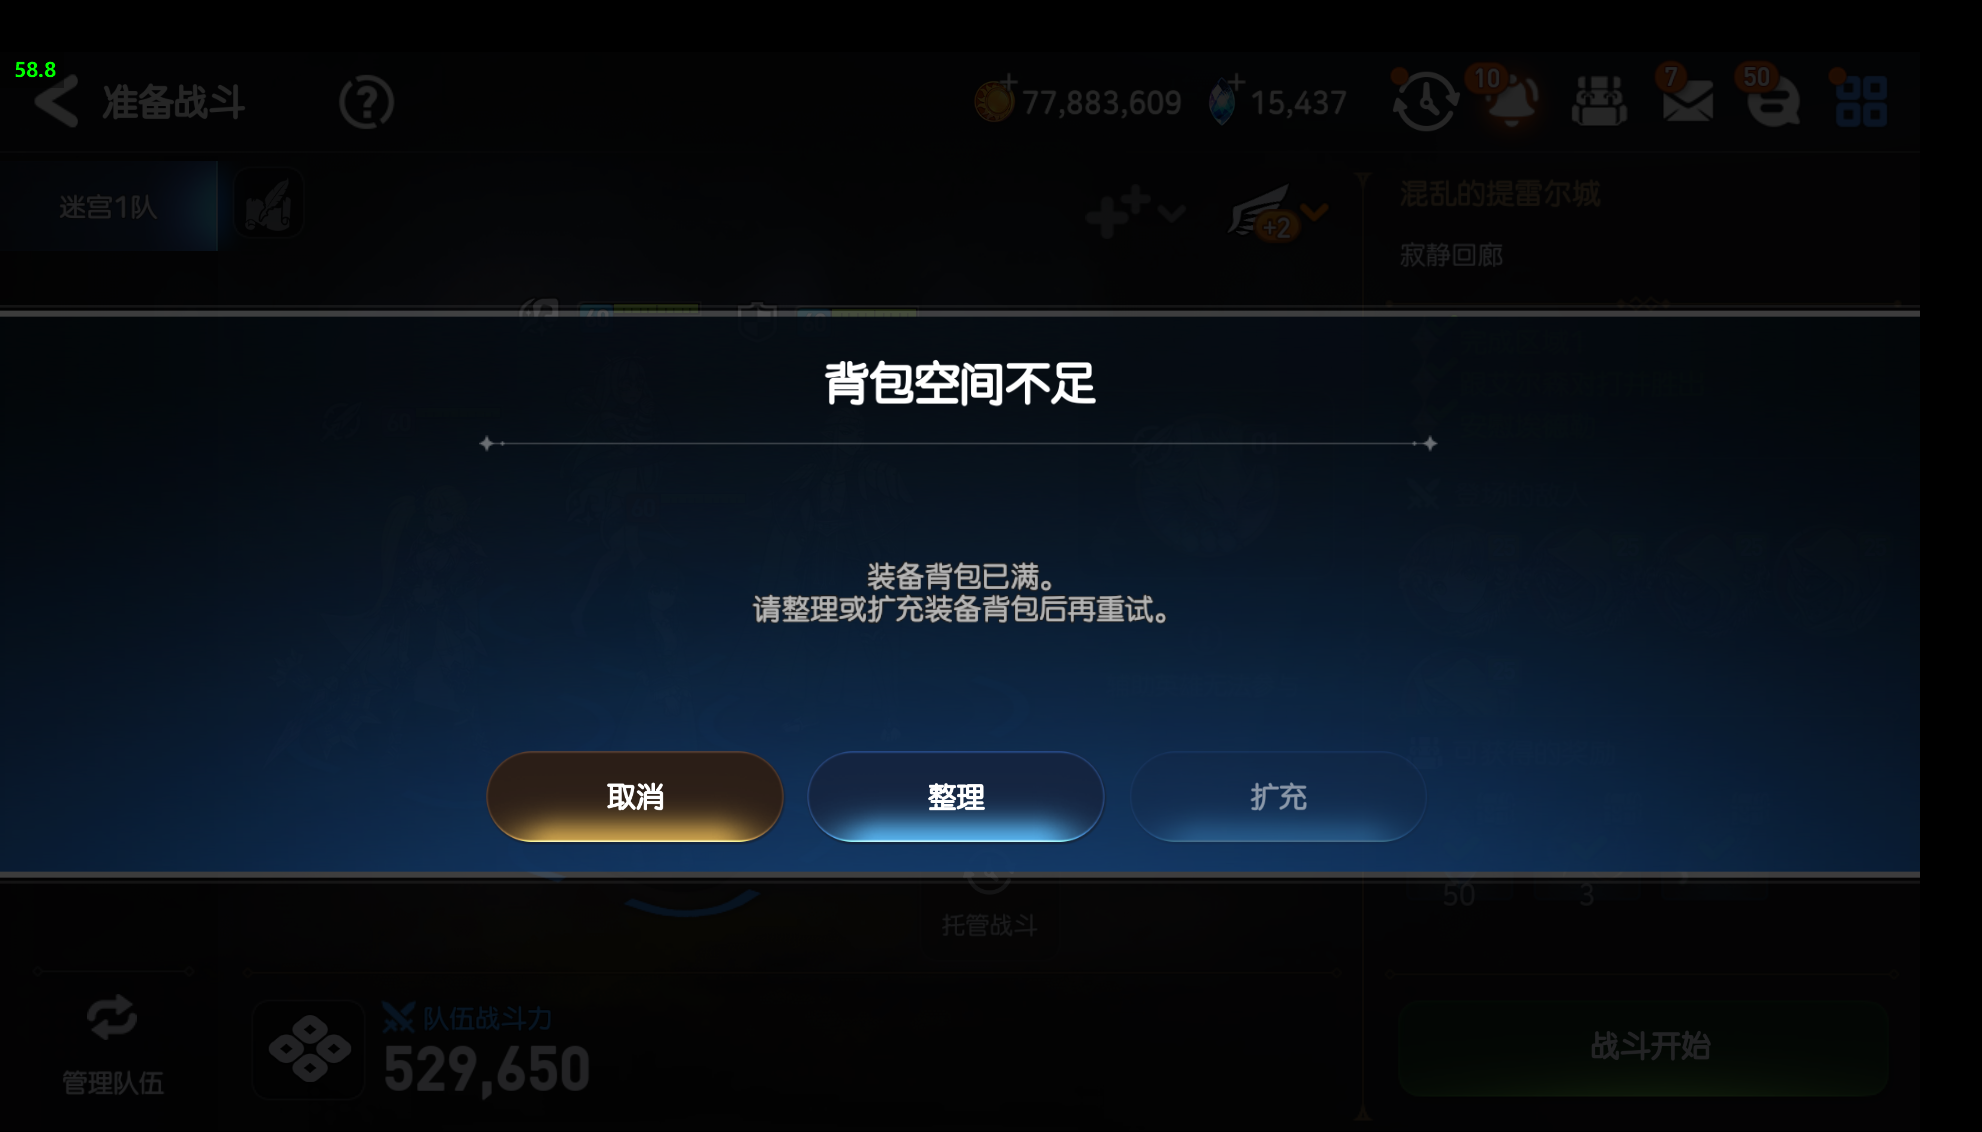 58.8
准备战斗
?
77,883,609
15,437
10
7
50
迷宫1队
+2
混乱的提雷尔城
寂静回廊
背包空间不足
装备背包已满。
请整理或扩充装备背包后再重试。
取消
整理
扩充
50
3
托管战斗
队伍战斗力
529,650
管理队伍
战斗开始